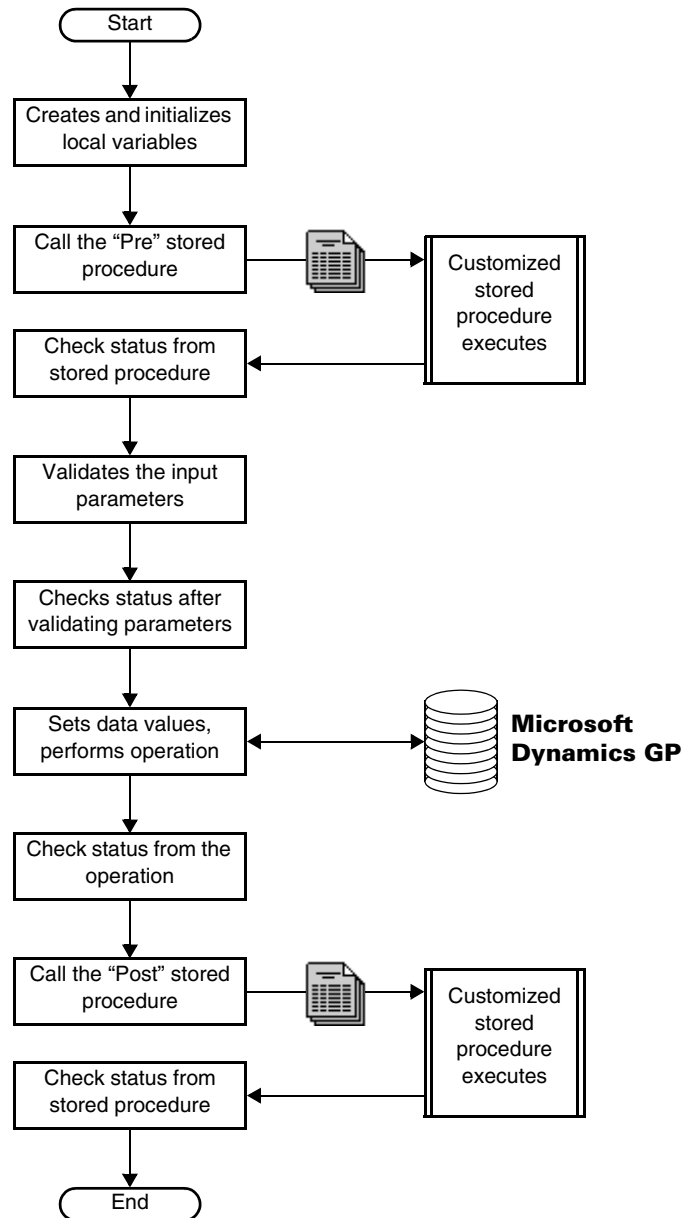 Start
Creates and initializes
local variables
Call the “Pre” stored
procedure
Customized
stored
procedure
executes
Check status from
stored procedure
Validates the input
parameters
Checks status after
validating parameters
Sets data values,
performs operation
Microsoft
Dynamics GP
Check status from the
operation
Call the “Post” stored
procedure
Customized
stored
procedure
executes
Check status from
stored procedure
End